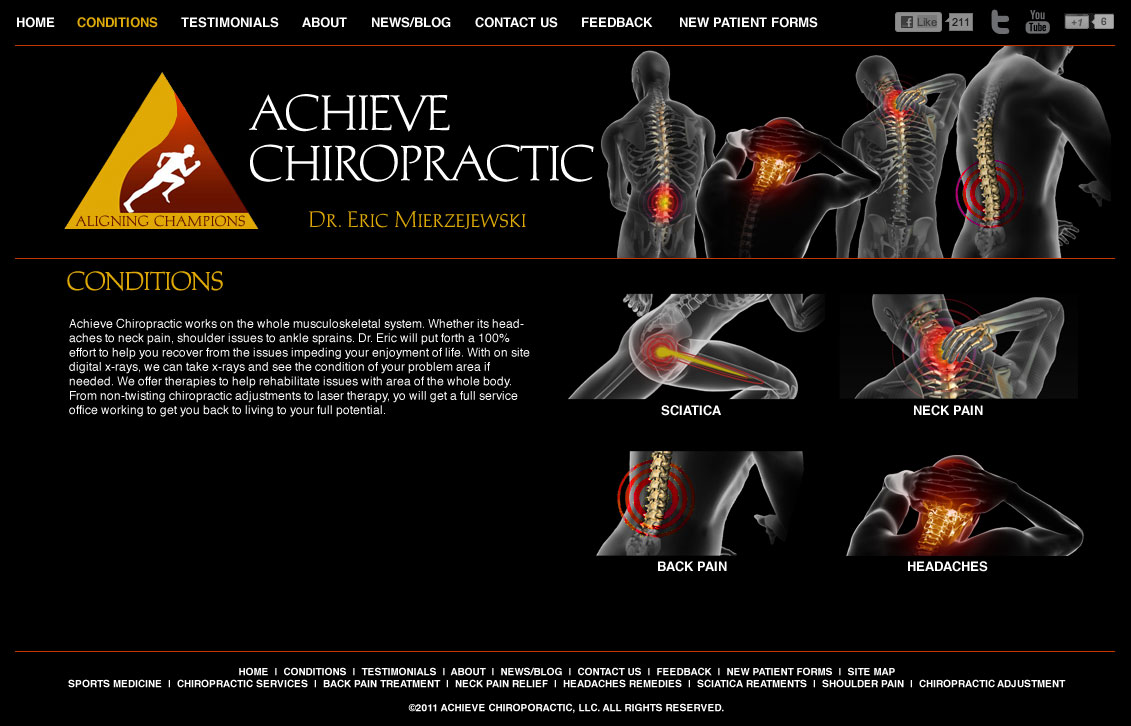 HOME CONDITIONS TESTIMONIALS ABOUT NEWS/BLOG CONTACT US FEEDBACK NEW PATIENT FORMS Like 211 You Tube +1 6
ACHIEVE
CHIROPRACTIC
ALIGNING CHAMPIONS
DR. ERIC MIERZEJEWSKI
CONDITIONS
Achieve Chiropractic works on the whole musculoskeletal system. Whether its head-
aches to neck pain, shoulder issues to ankle sprains. Dr. Eric will put forth a 100%
effort to help you recover from the issues impeding your enjoyment of life. With on site
digital x-rays, we can take x-rays and see the condition of your problem area if
needed. We offer therapies to help rehabilitate issues with area of the whole body.
From non-twisting chiropractic adjustments to laser therapy, yo will get a full service
office working to get you back to living to your full potential.
SCIATICA NECK PAIN
BACK PAIN HEADACHES
HOME | CONDITIONS | TESTIMONIALS | ABOUT | NEWS/BLOG | CONTACT US | FEEDBACK | NEW PATIENT FORMS | SITE MAP
SPORTS MEDICINE | CHIROPRACTIC SERVICES | BACK PAIN TREATMENT | NECK PAIN RELIEF | HEADACHES REMEDIES | SCIATICA REATMENTS | SHOULDER PAIN | CHIROPRACTIC ADJUSTMENT
©2011 ACHIEVE CHIROPORACTIC, LLC. ALL RIGHTS RESERVED.